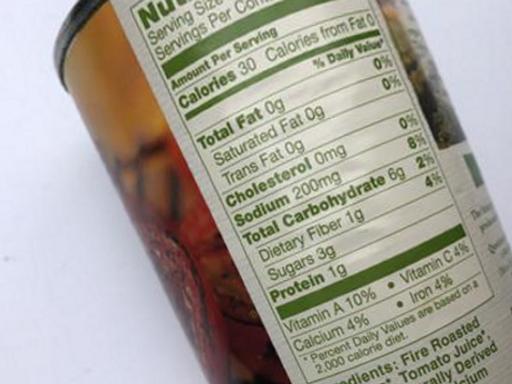 Serving Size
Servings Per
Amount Per Serving
Calories 30 Calories from Fat 0
% Daily Value*
Total Fat 0g 0%
Saturated Fat 0g 0%
Trans Fat 0g
Cholesterol 0mg 0%
Sodium 200mg 8%
Total Carbohydrate 6g 2%
Dietary Fiber 1g 4%
Sugars 3g
Protein 1g
Vitamin A 10% • Vitamin C 4%
Calcium 4% • Iron 4%
* Percent Daily Values are based on a
2,000 calorie diet.
Fire Roasted
Tomato Juice*,
Derived